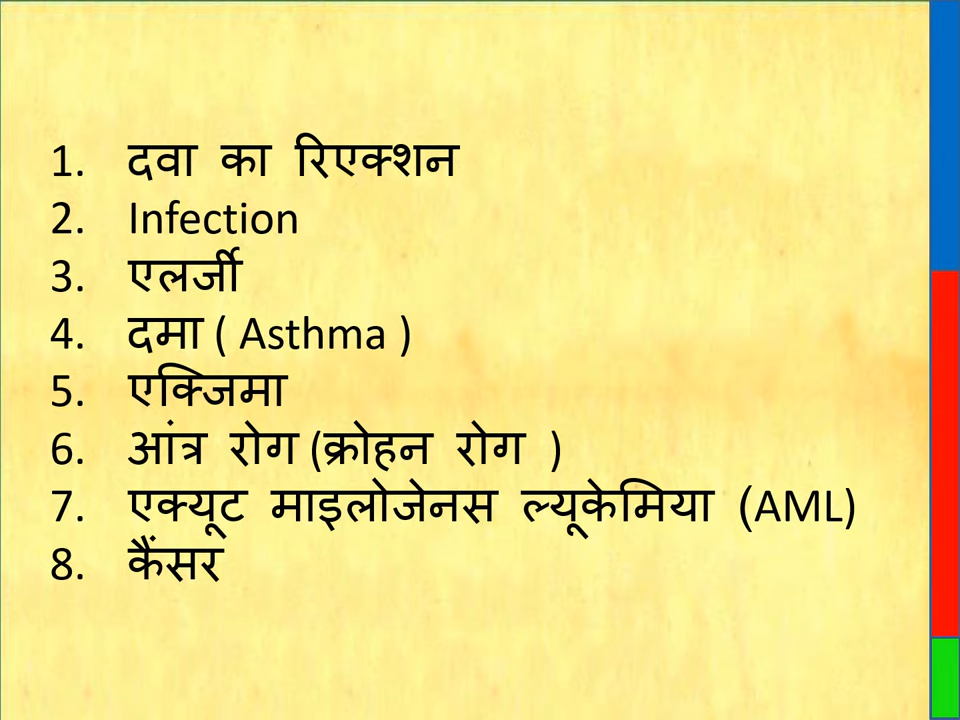 1. दवा का रिएक्शन
2. Infection
3. एलर्जी
4. दमा ( Asthma )
5. एक्जिमा
6. आंत्र रोग (क्रोहन रोग )
7. एक्यूट माइलोजेनस ल्यूकेमिया (AML)
8. कैंसर